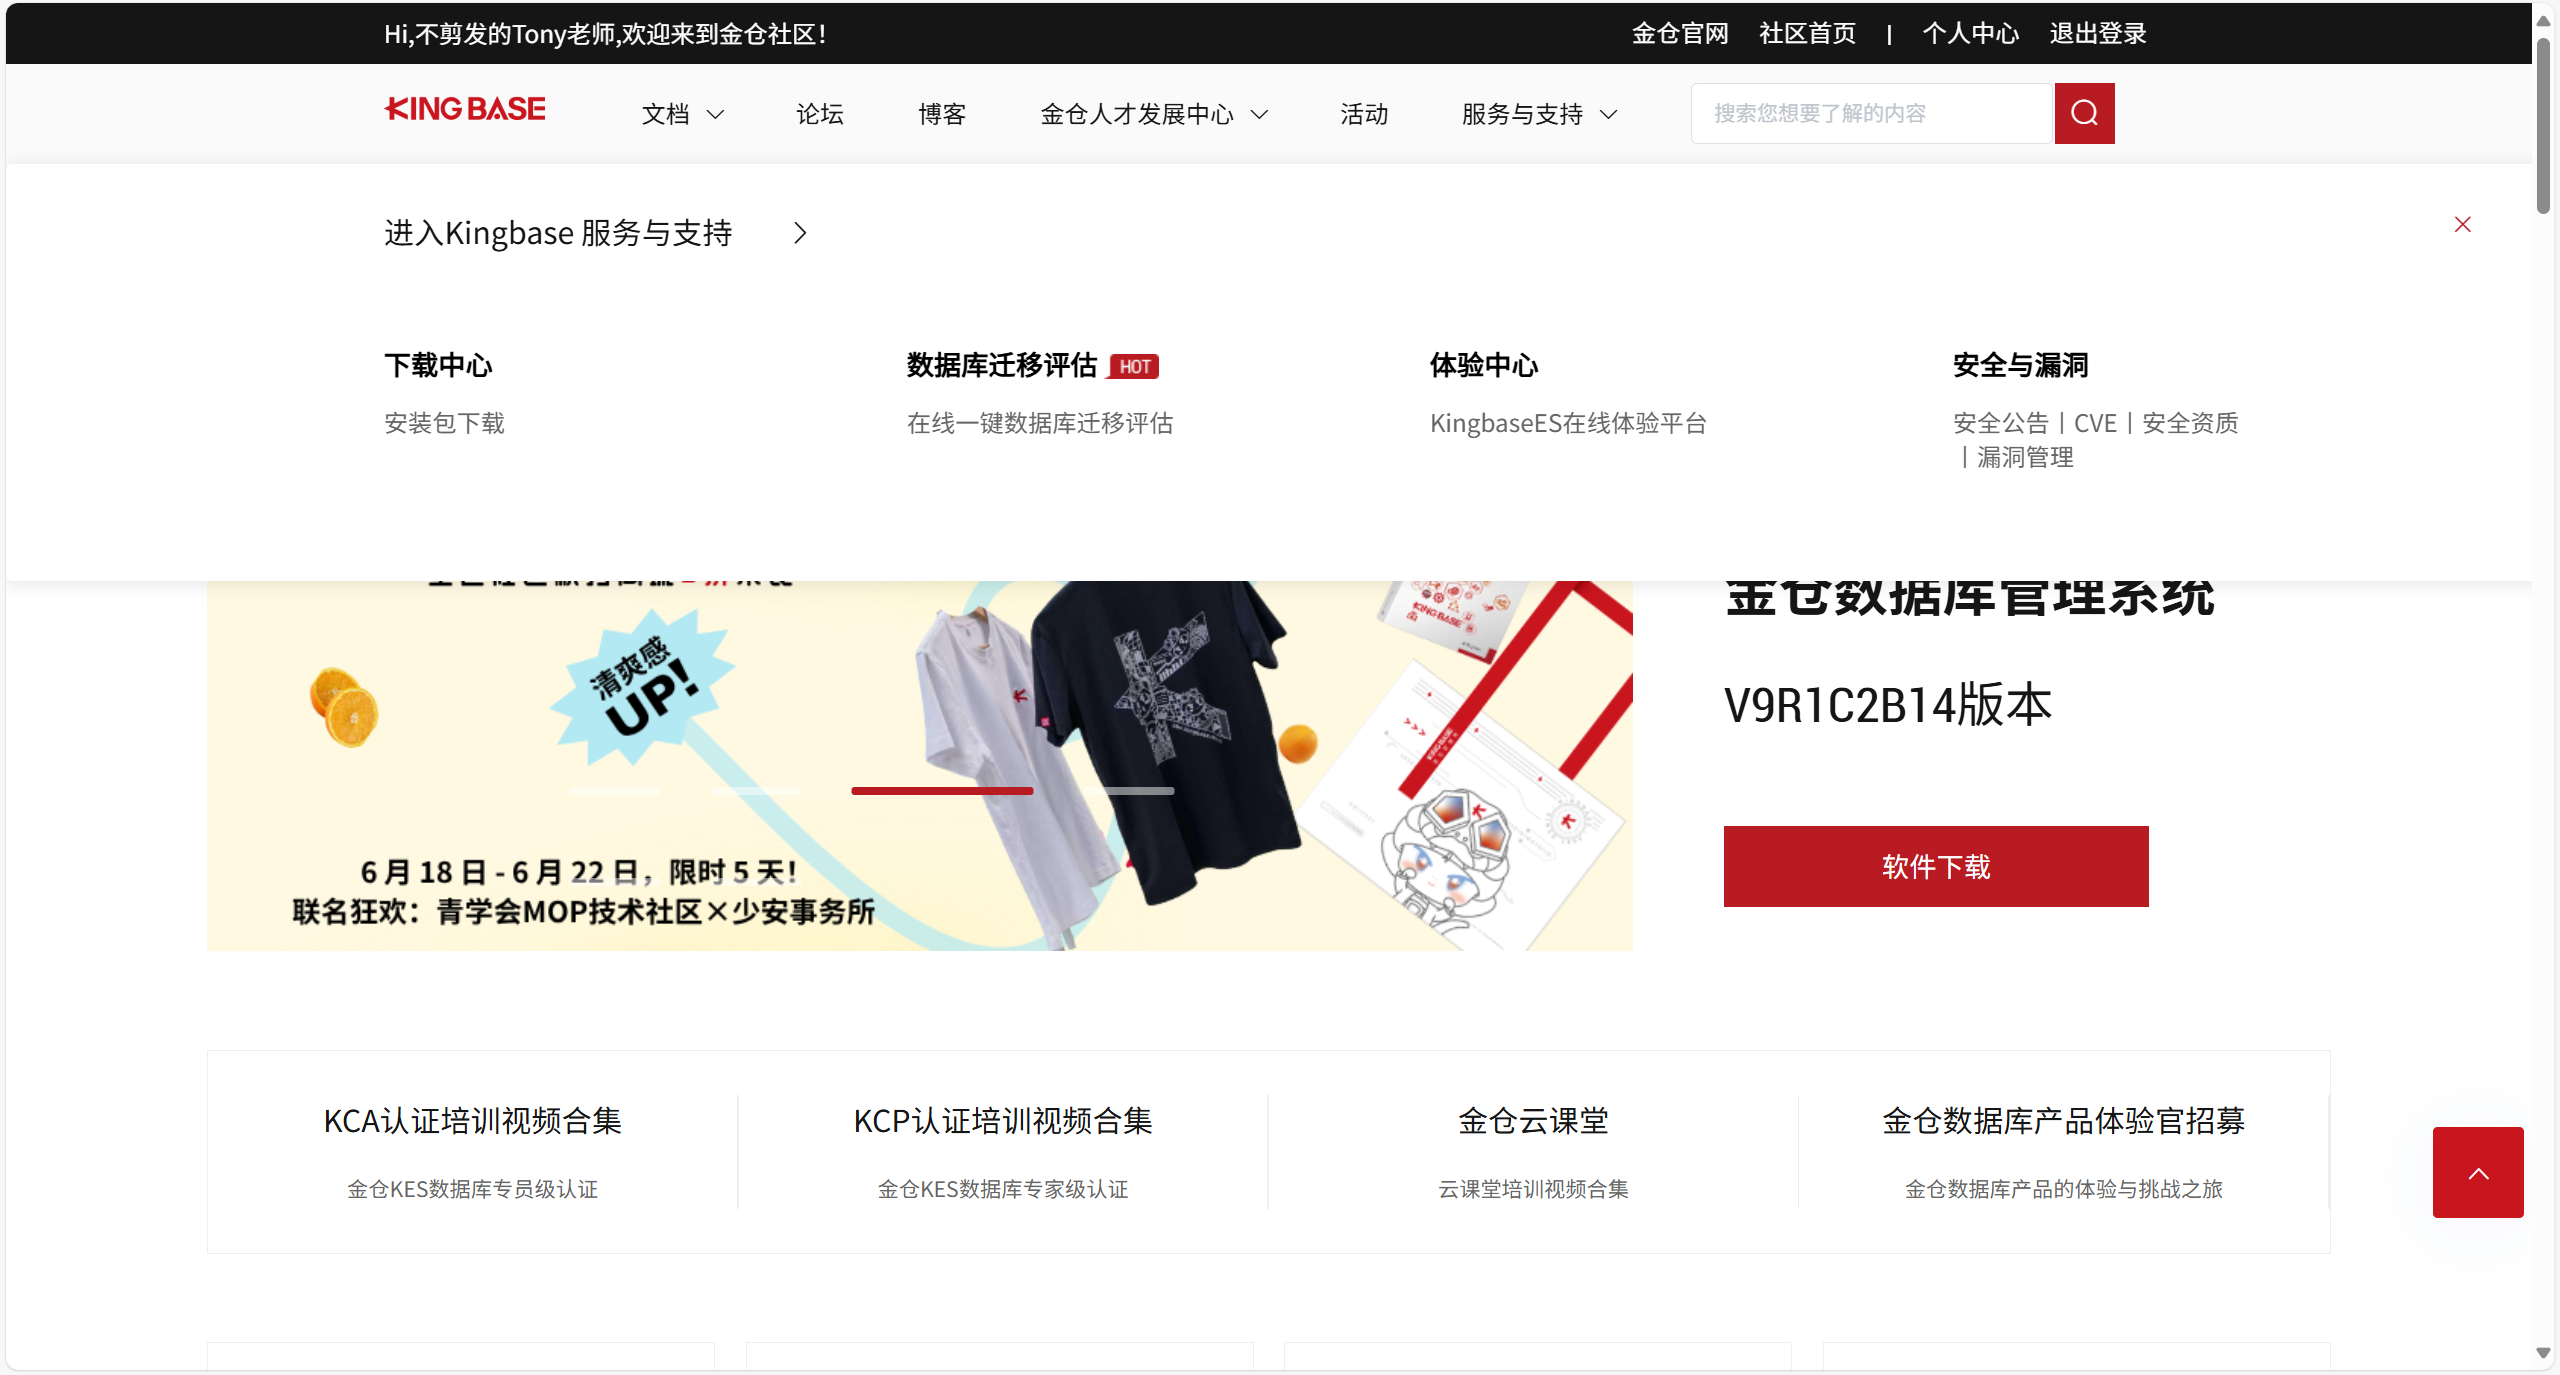 Hi,不剪发的Tony老师,欢迎来到金仓社区！
金仓官网 社区首页 | 个人中心 退出登录
KINGBASE 文档 论坛 博客 金仓人才发展中心 活动 服务与支持 搜索您想要了解的内容
进入Kingbase 服务与支持
下载中心
安装包下载
数据库迁移评估 HOT
在线一键数据库迁移评估
体验中心
KingbaseES在线体验平台
安全与漏洞
安全公告丨CVE丨安全资质
丨漏洞管理
清爽感
UP!
KINGBASE
6月18日-6月22日，限时5天！
联名狂欢：青学会MOP技术社区×少安事务所
金仓数据库管理系统
V9R1C2B14版本
软件下载
KCA认证培训视频合集
金仓KES数据库专员级认证
KCP认证培训视频合集
金仓KES数据库专家级认证
金仓云课堂
云课堂培训视频合集
金仓数据库产品体验官招募
金仓数据库产品的体验与挑战之旅